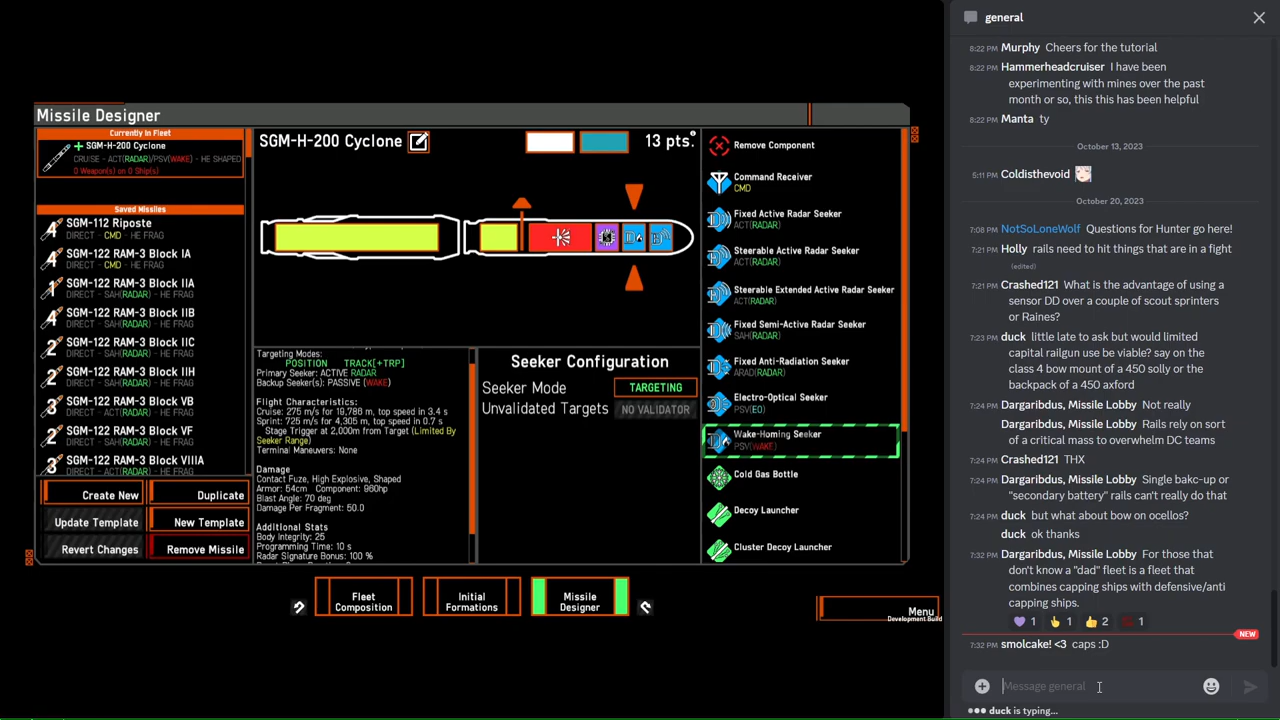 Missile Designer
Currently In Fleet
SGM-H-200 Cyclone
CRUISE - ACT(RADAR)/PSV(WAKE) - HE SHAPED
0 Weapon(s) on 0 Ship(s)
Saved Missiles
SGM-112 Riposte
DIRECT - CMD - HE FRAG
SGM-122 RAM-3 Block IA
DIRECT - CMD - HE FRAG
SGM-122 RAM-3 Block IIA
DIRECT - SAH(RADAR) - HE FRAG
SGM-122 RAM-3 Block IIB
DIRECT - SAH(RADAR) - HE FRAG
SGM-122 RAM-3 Block IIC
DIRECT - SAH(RADAR) - HE FRAG
SGM-122 RAM-3 Block IIH
DIRECT - SAH(RADAR) - HE FRAG
SGM-122 RAM-3 Block VB
DIRECT - ACT(RADAR) - HE FRAG
SGM-122 RAM-3 Block VF
DIRECT - SAH(RADAR) - HE FRAG
SGM-122 RAM-3 Block VIIIA
DIRECT - ACT(RADAR) - HE FRAG
Create New
Duplicate
Update Template
New Template
Revert Changes
Remove Missile
SGM-H-200 Cyclone
13 pts.
Targeting Modes:
POSITION TRACK[+TRP]
Primary Seeker: ACTIVE RADAR
Backup Seeker(s): PASSIVE (WAKE)
Flight Characteristics:
Cruise: 275 m/s for 19,786 m, top speed in 3.4 s
Sprint: 725 m/s for 4,305 m, top speed in 0.7 s
Stage Trigger at 2,000m from Target (Limited By
Seeker Range)
Terminal Maneuvers: None
Damage
Contact Fuze, High Explosive, Shaped
Armor: 54cm Component: 960hp
Blast Angle: 70 deg
Damage Per Fragment: 50.0
Additional Stats
Body Integrity: 25
Programming Time: 10 s
Radar Signature Bonus: 100 %
Seeker Configuration
Seeker Mode
TARGETING
Unvalidated Targets
NO VALIDATOR
Remove Component
Command Receiver
CMD
Fixed Active Radar Seeker
ACT(RADAR)
Steerable Active Radar Seeker
ACT(RADAR)
Steerable Extended Active Radar Seeker
ACT(RADAR)
Fixed Semi-Active Radar Seeker
SAH(RADAR)
Fixed Anti-Radiation Seeker
ARAD(RADAR)
Electro-Optical Seeker
PSV(EO)
Wake-Homing Seeker
PSV(WAKE)
Cold Gas Bottle
Decoy Launcher
Cluster Decoy Launcher
Fleet
Composition
Initial
Formations
Missile
Designer
Menu
Development Build
general
8:22 PM Murphy Cheers for the tutorial
8:22 PM Hammerheadcruiser I have been
experimenting with mines over the past
month or so, this this has been helpful
8:22 PM Manta ty
October 13, 2023
5:11 PM Coldisthevoid
October 20, 2023
7:08 PM NotSoLoneWolf Questions for Hunter go here!
7:21 PM Holly rails need to hit things that are in a fight
(edited)
7:21 PM Crashed121 What is the advantage of using a
sensor DD over a couple of scout sprinters
or Raines?
7:23 PM duck little late to ask but would limited
capital railgun use be viable? say on the
class 4 bow mount of a 450 solly or the
backpack of a 450 axford
7:24 PM Dargaribdus, Missile Lobby Not really
Dargaribdus, Missile Lobby Rails rely on sort
of a critical mass to overwhelm DC teams
7:24 PM Crashed121 THX
7:24 PM Dargaribdus, Missile Lobby Single bakc-up or
"secondary battery" rails can't really do that
7:24 PM duck but what about bow on ocellos?
duck ok thanks
7:32 PM Dargaribdus, Missile Lobby For those that
don't know a "dad" fleet is a fleet that
combines capping ships with defensive/anti
capping ships.
1 1 2 1
NEW
7:32 PM smolcake! <3 caps :D
Message general
duck is typing...